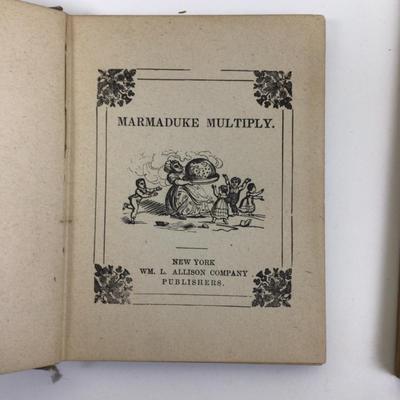 MARMADUKE MULTIPLY.
NEW YORK
WM. L. ALLISON COMPANY
PUBLISHERS.